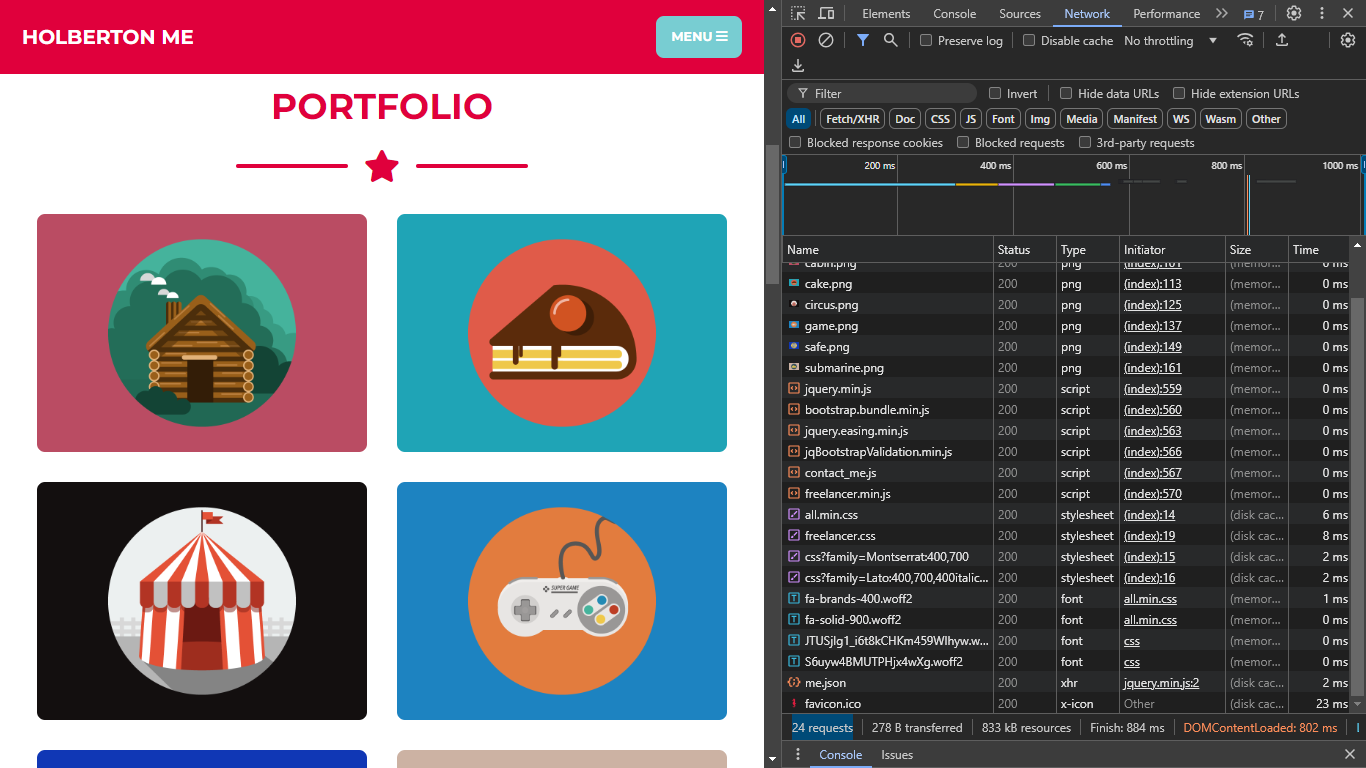 HOLBERTON ME
MENU
PORTFOLIO
SUPER GAME
Elements Console Sources Network Performance 7
Preserve log Disable cache No throttling
Filter Invert Hide data URLs Hide extension URLs
All Fetch/XHR Doc CSS JS Font Img Media Manifest WS Wasm Other
Blocked response cookies Blocked requests 3rd-party requests
200 ms 400 ms 600 ms 800 ms 1000 ms
Name Status Type Initiator Size Time
cabin.png 200 png (index):101 (memor... 0 ms
cake.png 200 png (index):113 (memor... 0 ms
circus.png 200 png (index):125 (memor... 0 ms
game.png 200 png (index):137 (memor... 0 ms
safe.png 200 png (index):149 (memor... 0 ms
submarine.png 200 png (index):161 (memor... 0 ms
jquery.min.js 200 script (index):559 (memor... 0 ms
bootstrap.bundle.min.js 200 script (index):560 (memor... 0 ms
jquery.easing.min.js 200 script (index):563 (memor... 0 ms
jqBootstrapValidation.min.js 200 script (index):566 (memor... 0 ms
contact_me.js 200 script (index):567 (memor... 0 ms
freelancer.min.js 200 script (index):570 (memor... 0 ms
all.min.css 200 stylesheet (index):14 (disk cac... 6 ms
freelancer.css 200 stylesheet (index):19 (disk cac... 8 ms
css?family=Montserrat:400,700 200 stylesheet (index):15 (disk cac... 2 ms
css?family=Lato:400,700,400italic... 200 stylesheet (index):16 (disk cac... 2 ms
fa-brands-400.woff2 200 font all.min.css (memor... 1 ms
fa-solid-900.woff2 200 font all.min.css (memor... 0 ms
JTUSjIg1_i6t8kCHKm459Wlhyw.w... 200 font css (memor... 0 ms
S6uyw4BMUTPHjx4wXg.woff2 200 font css (memor... 0 ms
me.json 200 xhr jquery.min.js:2 (disk cac... 2 ms
favicon.ico 200 x-icon Other (disk cac... 23 ms
24 requests 278 B transferred 833 kB resources Finish: 884 ms DOMContentLoaded: 802 ms
Console Issues